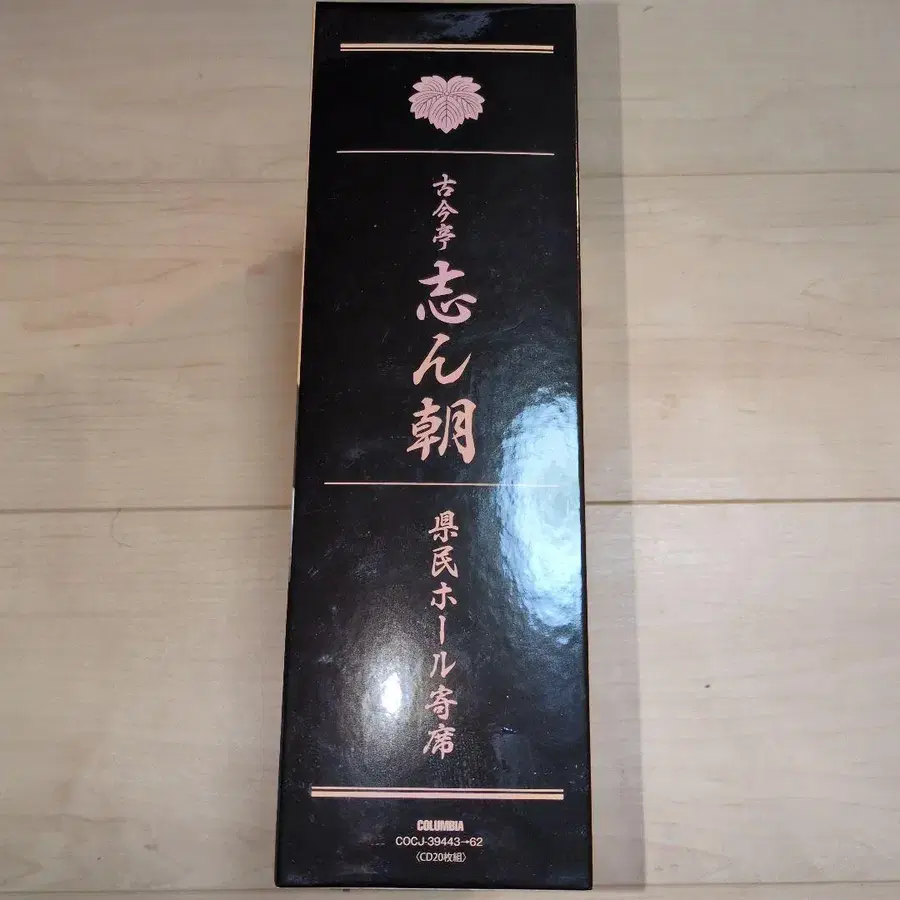 古今亭
志ん朝
県民ホール寄席
COLUMBIA
COCJ-39443→62
〈CD20枚組〉